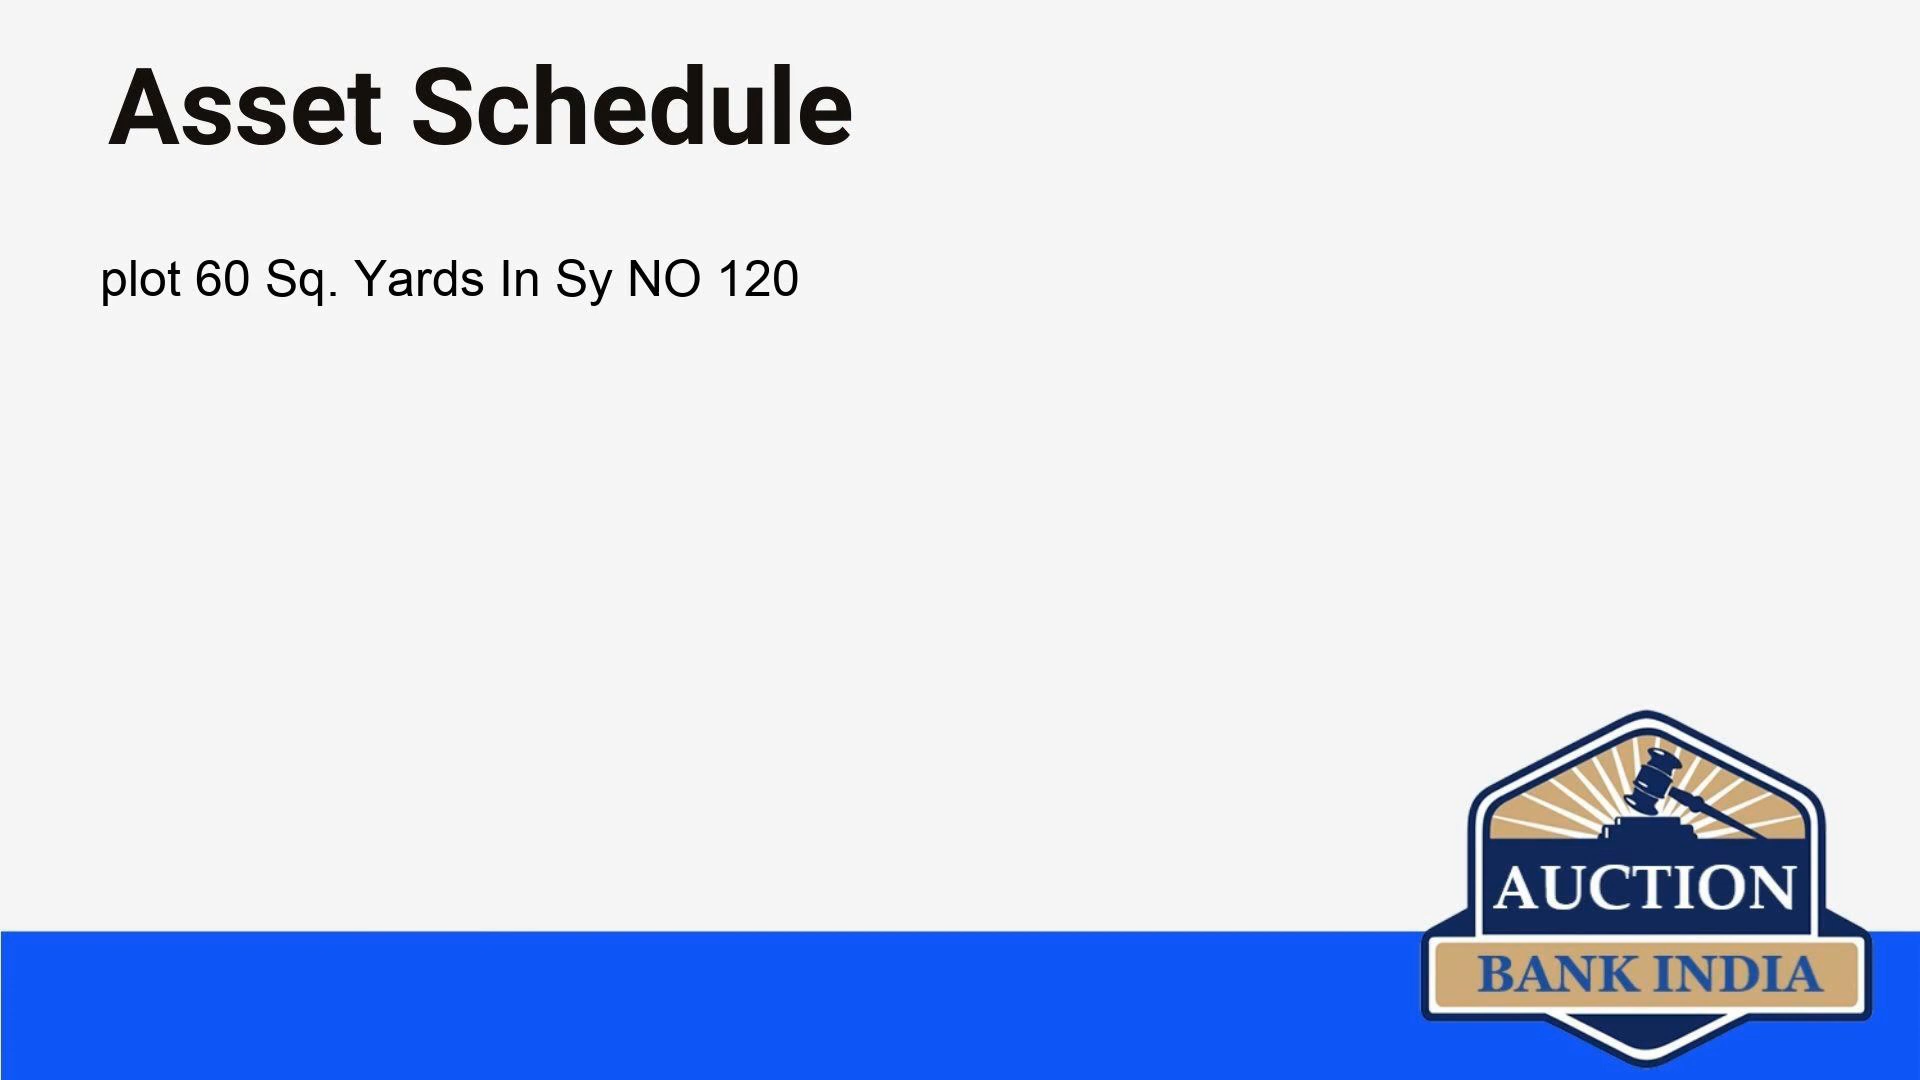 Asset Schedule
plot 60 Sq. Yards In Sy NO 120
AUCTION
BANK INDIA